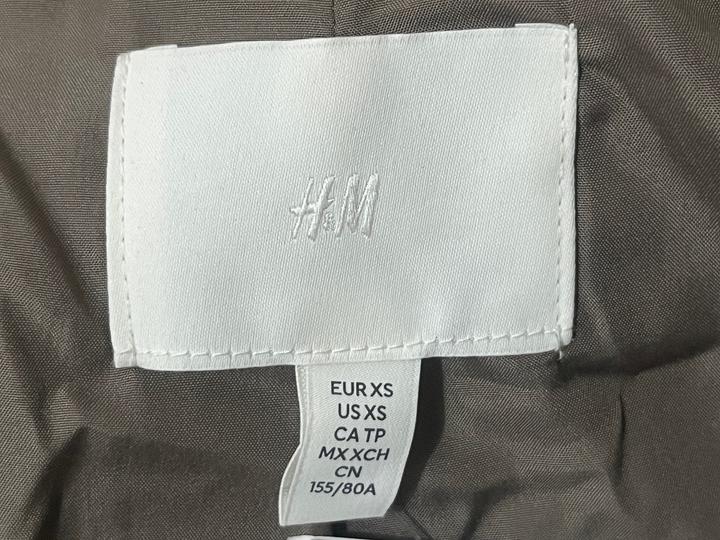 H&M
EUR XS
US XS
CA TP
MX XCH
CN
155/80A